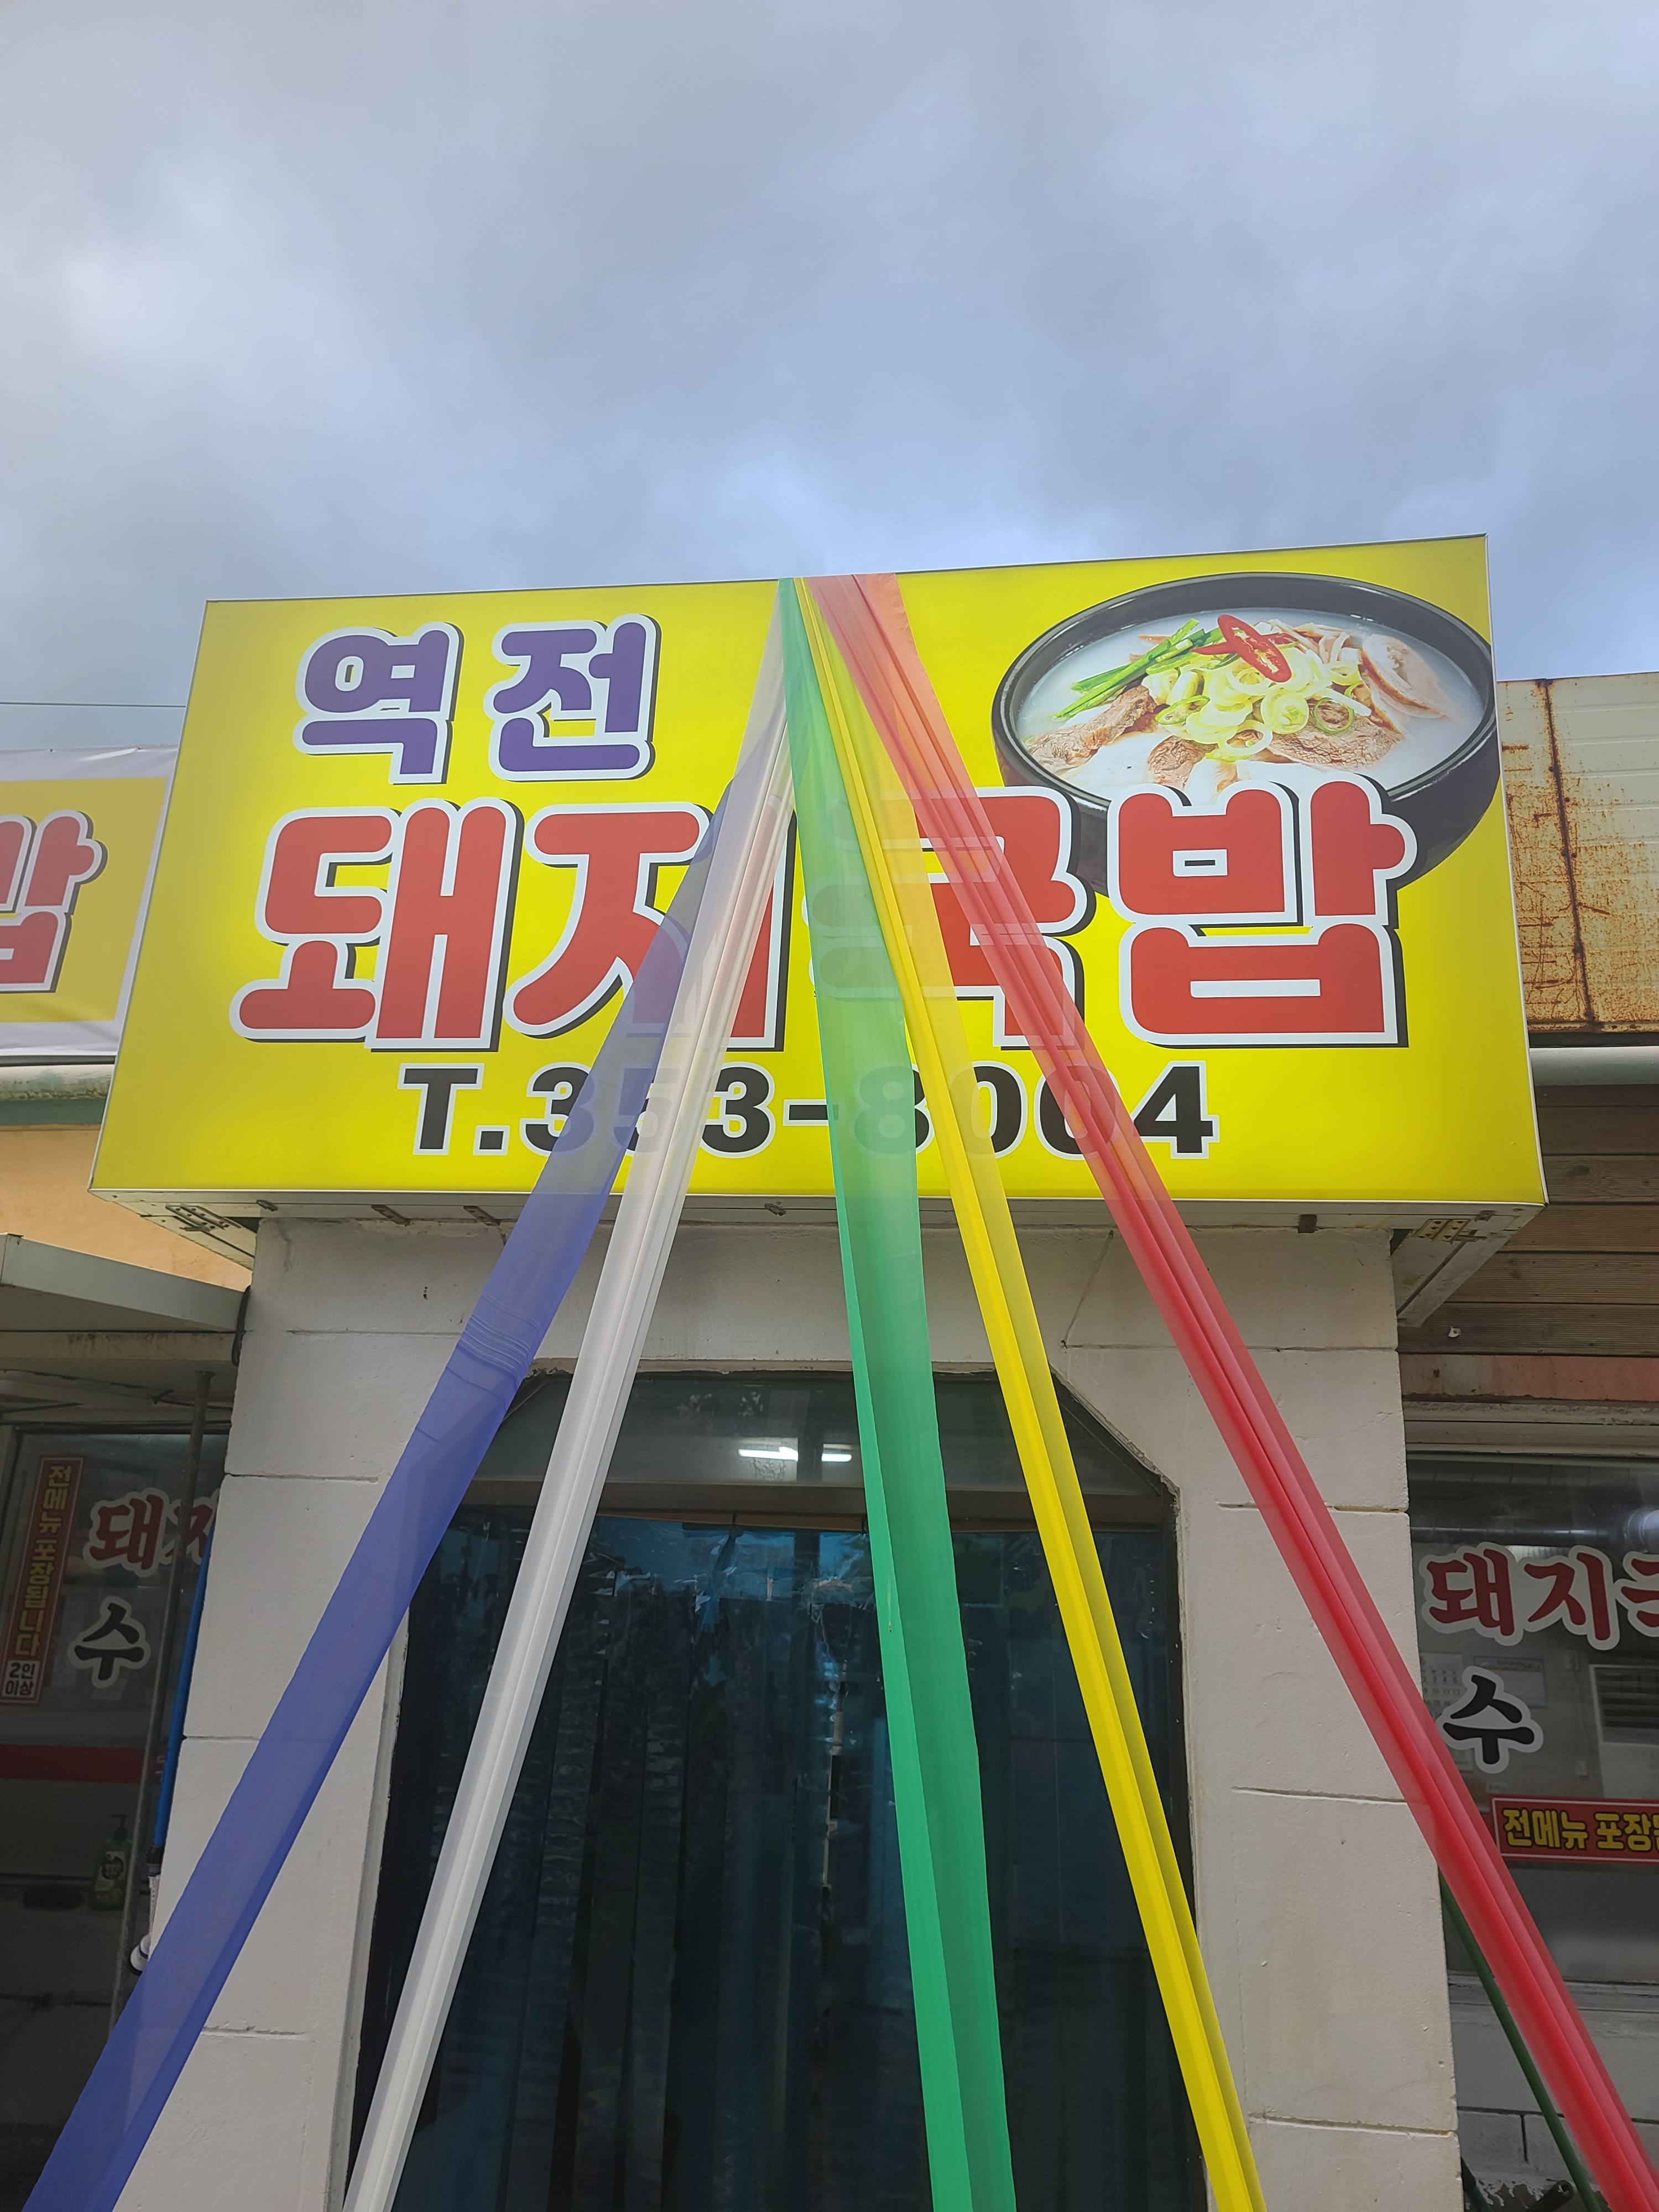 역전
돼지국밥
T.353-8004
밥
전메뉴 포장됩니다
2인
이상
돼지
수
돼지국
수
전메뉴 포장됩